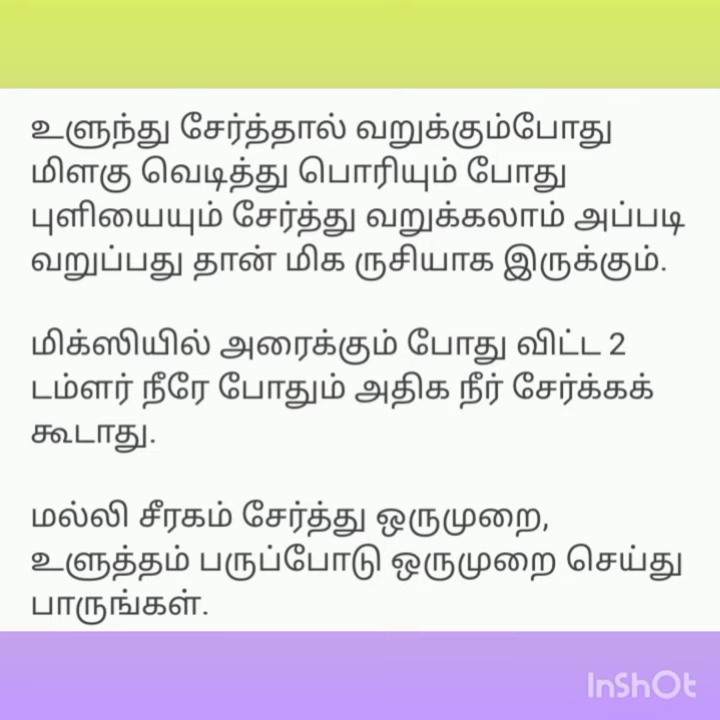 உளுந்து சேர்த்தால் வறுக்கும்போது
மிளகு வெடித்து பொரியும் போது
புளியையும் சேர்த்து வறுக்கலாம் அப்படி
வறுப்பது தான் மிக ருசியாக இருக்கும்.
மிக்ஸியில் அரைக்கும் போது விட்ட 2
டம்ளர் நீரே போதும் அதிக நீர் சேர்க்கக்
கூடாது.
மல்லி சீரகம் சேர்த்து ஒருமுறை,
உளுத்தம் பருப்போடு ஒருமுறை செய்து
பாருங்கள்.
InShOt